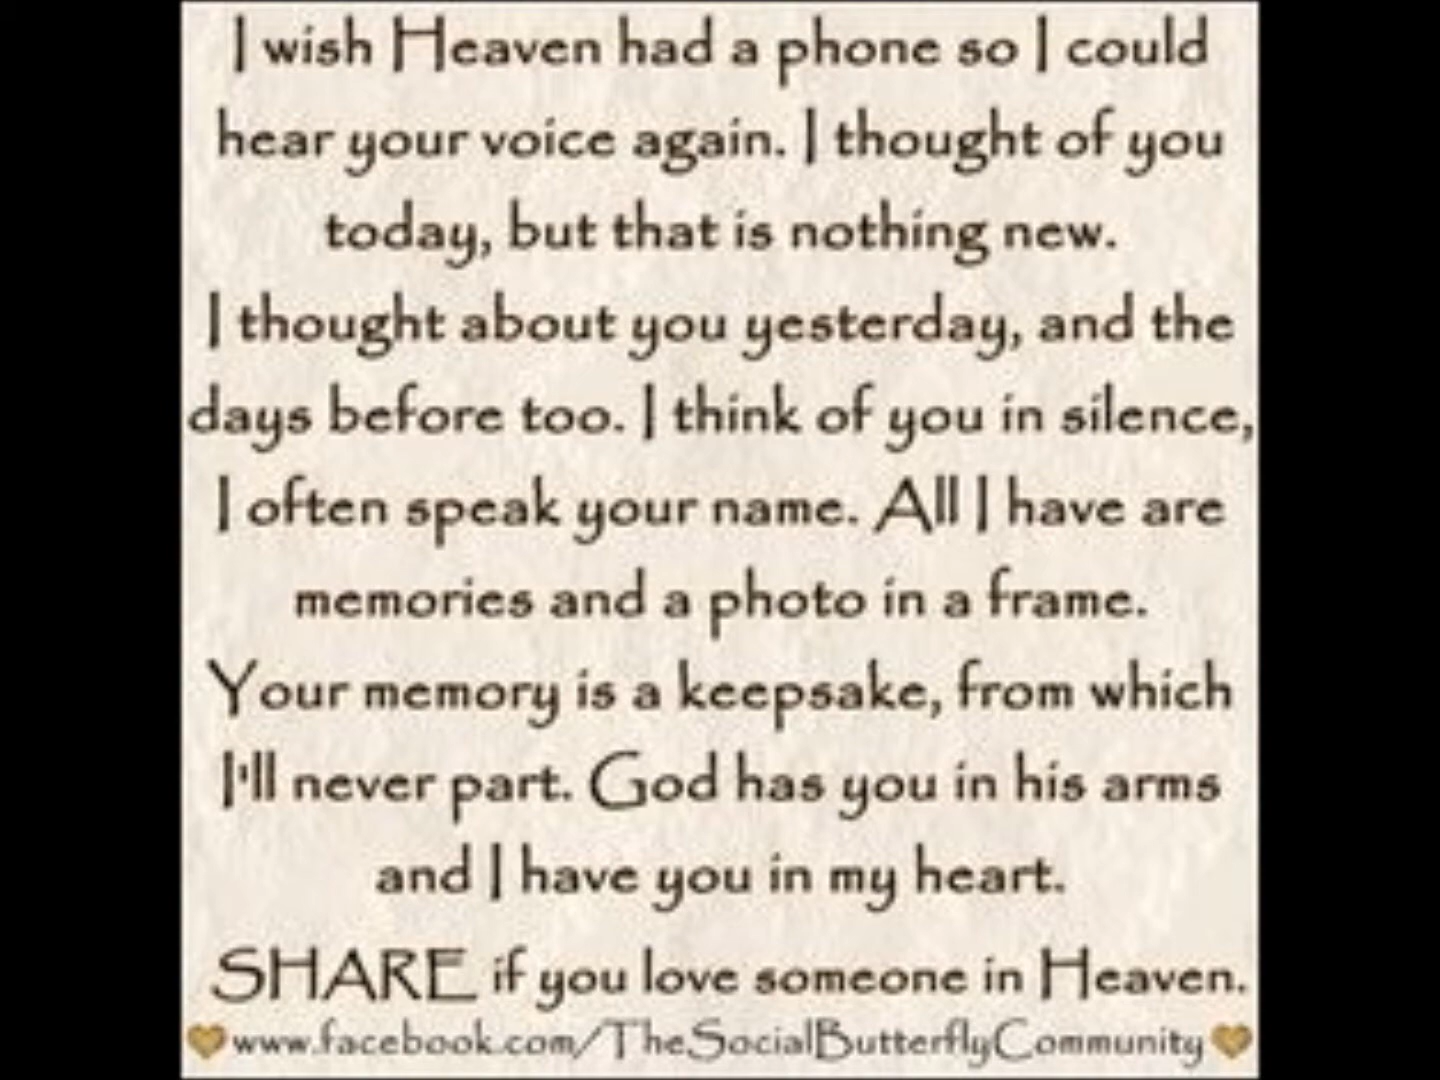 I wish Heaven had a phone so I could
hear your voice again. I thought of you
today, but that is nothing new.
I thought about you yesterday, and the
days before too. I think of you in silence,
I often speak your name. All I have are
memories and a photo in a frame.
Your memory is a keepsake, from which
I'll never part. God has you in his arms
and I have you in my heart.
SHARE if you love someone in Heaven.
www.facebook.com/TheSocialButterflyCommunity